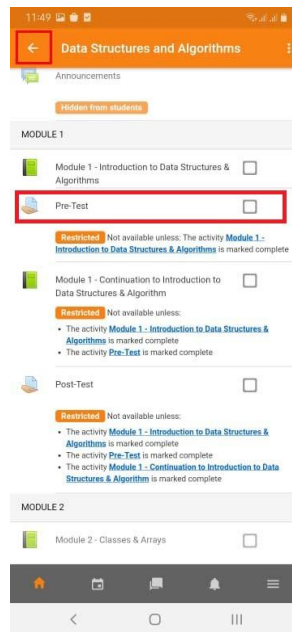 11:49
Data Structures and Algorithms
Announcements
Hidden from students
MODULE 1
Module 1 - Introduction to Data Structures &
Algorithms
Pre-Test
Restricted Not available unless: The activity Module 1 -
Introduction to Data Structures & Algorithms is marked complete
Module 1 - Continuation to Introduction to
Data Structures & Algorithm
Restricted Not available unless:
• The activity Module 1 - Introduction to Data Structures &
Algorithms is marked complete
• The activity Pre-Test is marked complete
Post-Test
Restricted Not available unless:
• The activity Module 1 - Introduction to Data Structures &
Algorithms is marked complete
• The activity Pre-Test is marked complete
• The activity Module 1 - Continuation to Introduction to Data
Structures & Algorithm is marked complete
MODULE 2
Module 2 - Classes & Arrays